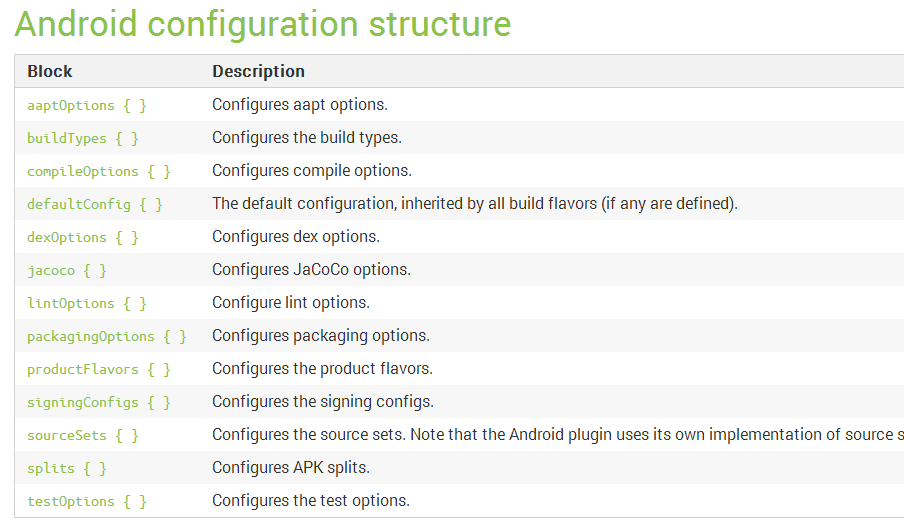 Android configuration structure
Block Description
aaptOptions { } Configures aapt options.
buildTypes { } Configures the build types.
compileOptions { } Configures compile options.
defaultConfig { } The default configuration, inherited by all build flavors (if any are defined).
dexOptions { } Configures dex options.
jacoco { } Configures JaCoCo options.
lintOptions { } Configure lint options.
packagingOptions { } Configures packaging options.
productFlavors { } Configures the product flavors.
signingConfigs { } Configures the signing configs.
sourceSets { } Configures the source sets. Note that the Android plugin uses its own implementation of source s
splits { } Configures APK splits.
testOptions { } Configures the test options.